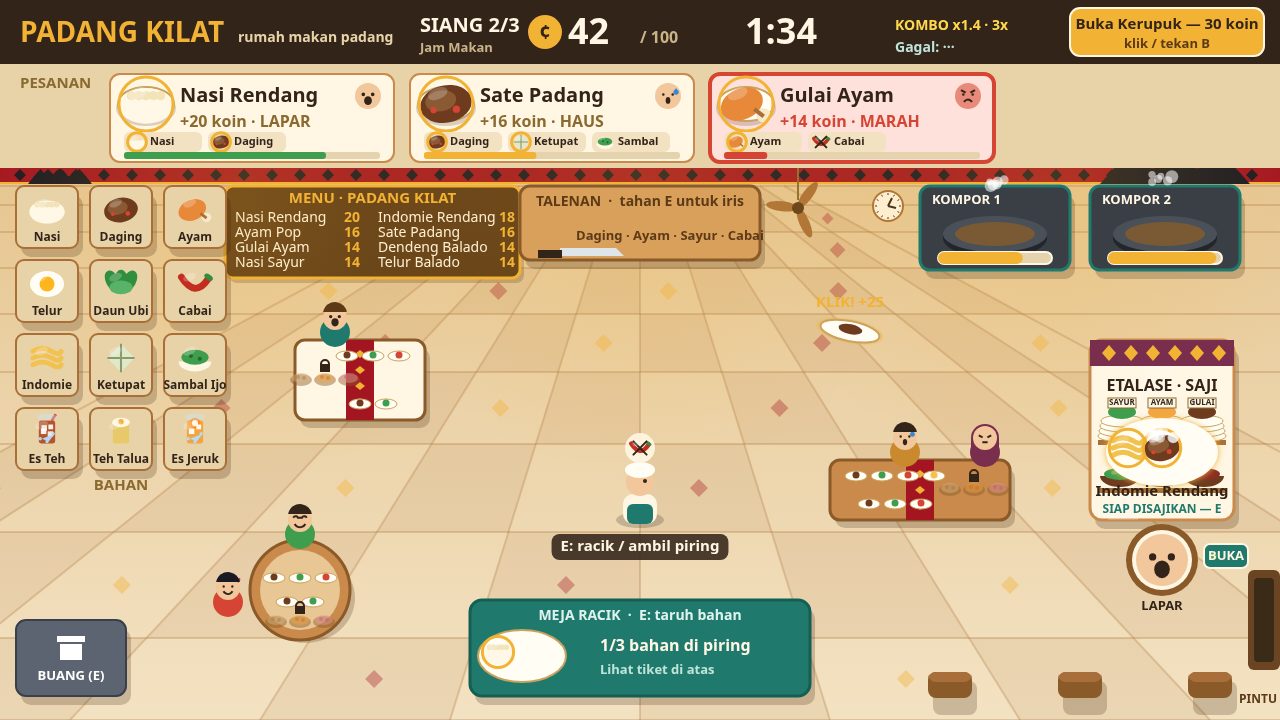 PADANG KILAT rumah makan padang
SIANG 2/3
Jam Makan
¢ 42 / 100
1:34
KOMBO x1.4 · 3x
Gagal: ···
Buka Kerupuk — 30 koin
klik / tekan B
PESANAN
Nasi Rendang
+20 koin · LAPAR
Nasi
Daging
Sate Padang
+16 koin · HAUS
Daging
Ketupat
Sambal
Gulai Ayam
+14 koin · MARAH
Ayam
Cabai
Nasi
Daging
Ayam
Telur
Daun Ubi
Cabai
Indomie
Ketupat
Sambal Ijo
Es Teh
Teh Talua
Es Jeruk
BAHAN
MENU · PADANG KILAT
Nasi Rendang 20 Indomie Rendang 18
Ayam Pop 16 Sate Padang 16
Gulai Ayam 14 Dendeng Balado 14
Nasi Sayur 14 Telur Balado 14
TALENAN · tahan E untuk iris
Daging · Ayam · Sayur · Cabai
KOMPOR 1
KOMPOR 2
KLIK! +25
ETALASE · SAJI
SAYUR AYAM GULAI
Indomie Rendang
SIAP DISAJIKAN — E
BUKA
LAPAR
E: racik / ambil piring
MEJA RACIK · E: taruh bahan
1/3 bahan di piring
Lihat tiket di atas
BUANG (E)
PINTU